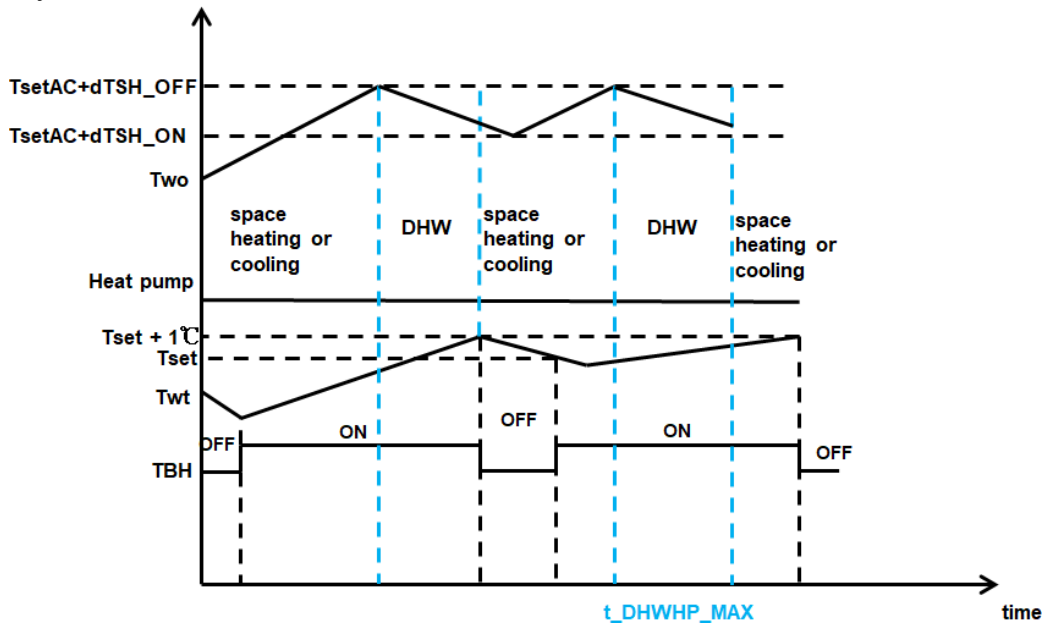 TsetAC+dTSH_OFF
TsetAC+dTSH_ON
Two
space
heating or
cooling
DHW
space
heating or
cooling
DHW
space
heating or
cooling
Heat pump
Tset + 1℃
Tset
Twt
OFF
ON
OFF
ON
OFF
TBH
t_DHWHP_MAX
time